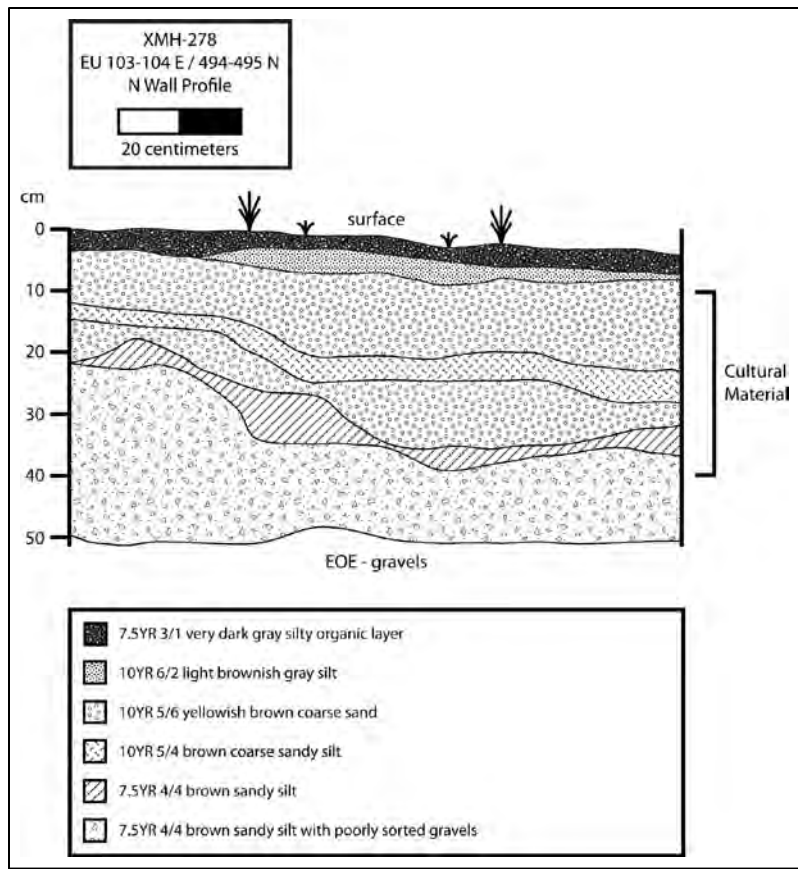 XMH-278
EU 103-104 E / 494-495 N
N Wall Profile
20 centimeters
cm
surface
0
10
20
30
40
50
Cultural
Material
EOE - gravels
7.5YR 3/1 very dark gray silty organic layer
10YR 6/2 light brownish gray silt
10YR 5/6 yellowish brown coarse sand
10YR 5/4 brown coarse sandy silt
7.5YR 4/4 brown sandy silt
7.5YR 4/4 brown sandy silt with poorly sorted gravels